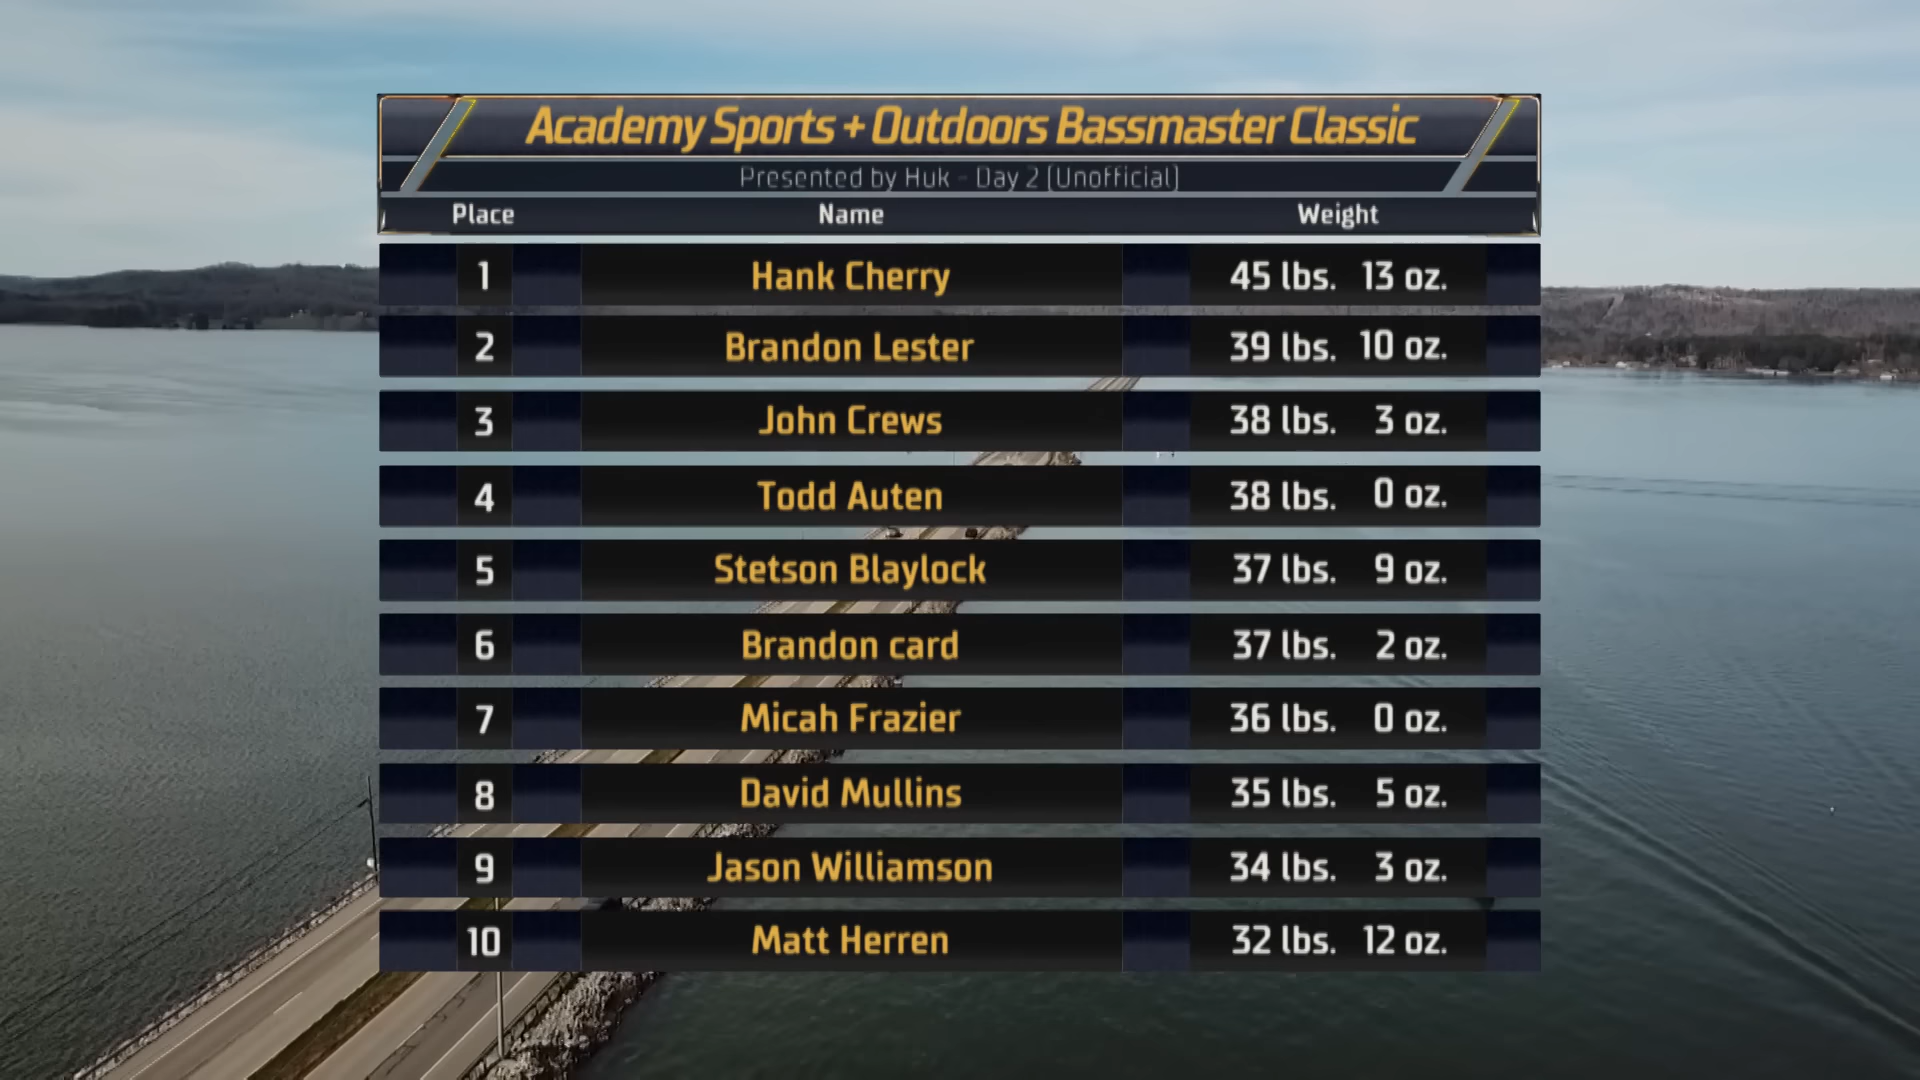 Academy Sports + Outdoors Bassmaster Classic
Presented by Huk - Day 2 (Unofficial)
Place Name Weight
1 Hank Cherry 45 lbs. 13 oz.
2 Brandon Lester 39 lbs. 10 oz.
3 John Crews 38 lbs. 3 oz.
4 Todd Auten 38 lbs. 0 oz.
5 Stetson Blaylock 37 lbs. 9 oz.
6 Brandon card 37 lbs. 2 oz.
7 Micah Frazier 36 lbs. 0 oz.
8 David Mullins 35 lbs. 5 oz.
9 Jason Williamson 34 lbs. 3 oz.
10 Matt Herren 32 lbs. 12 oz.